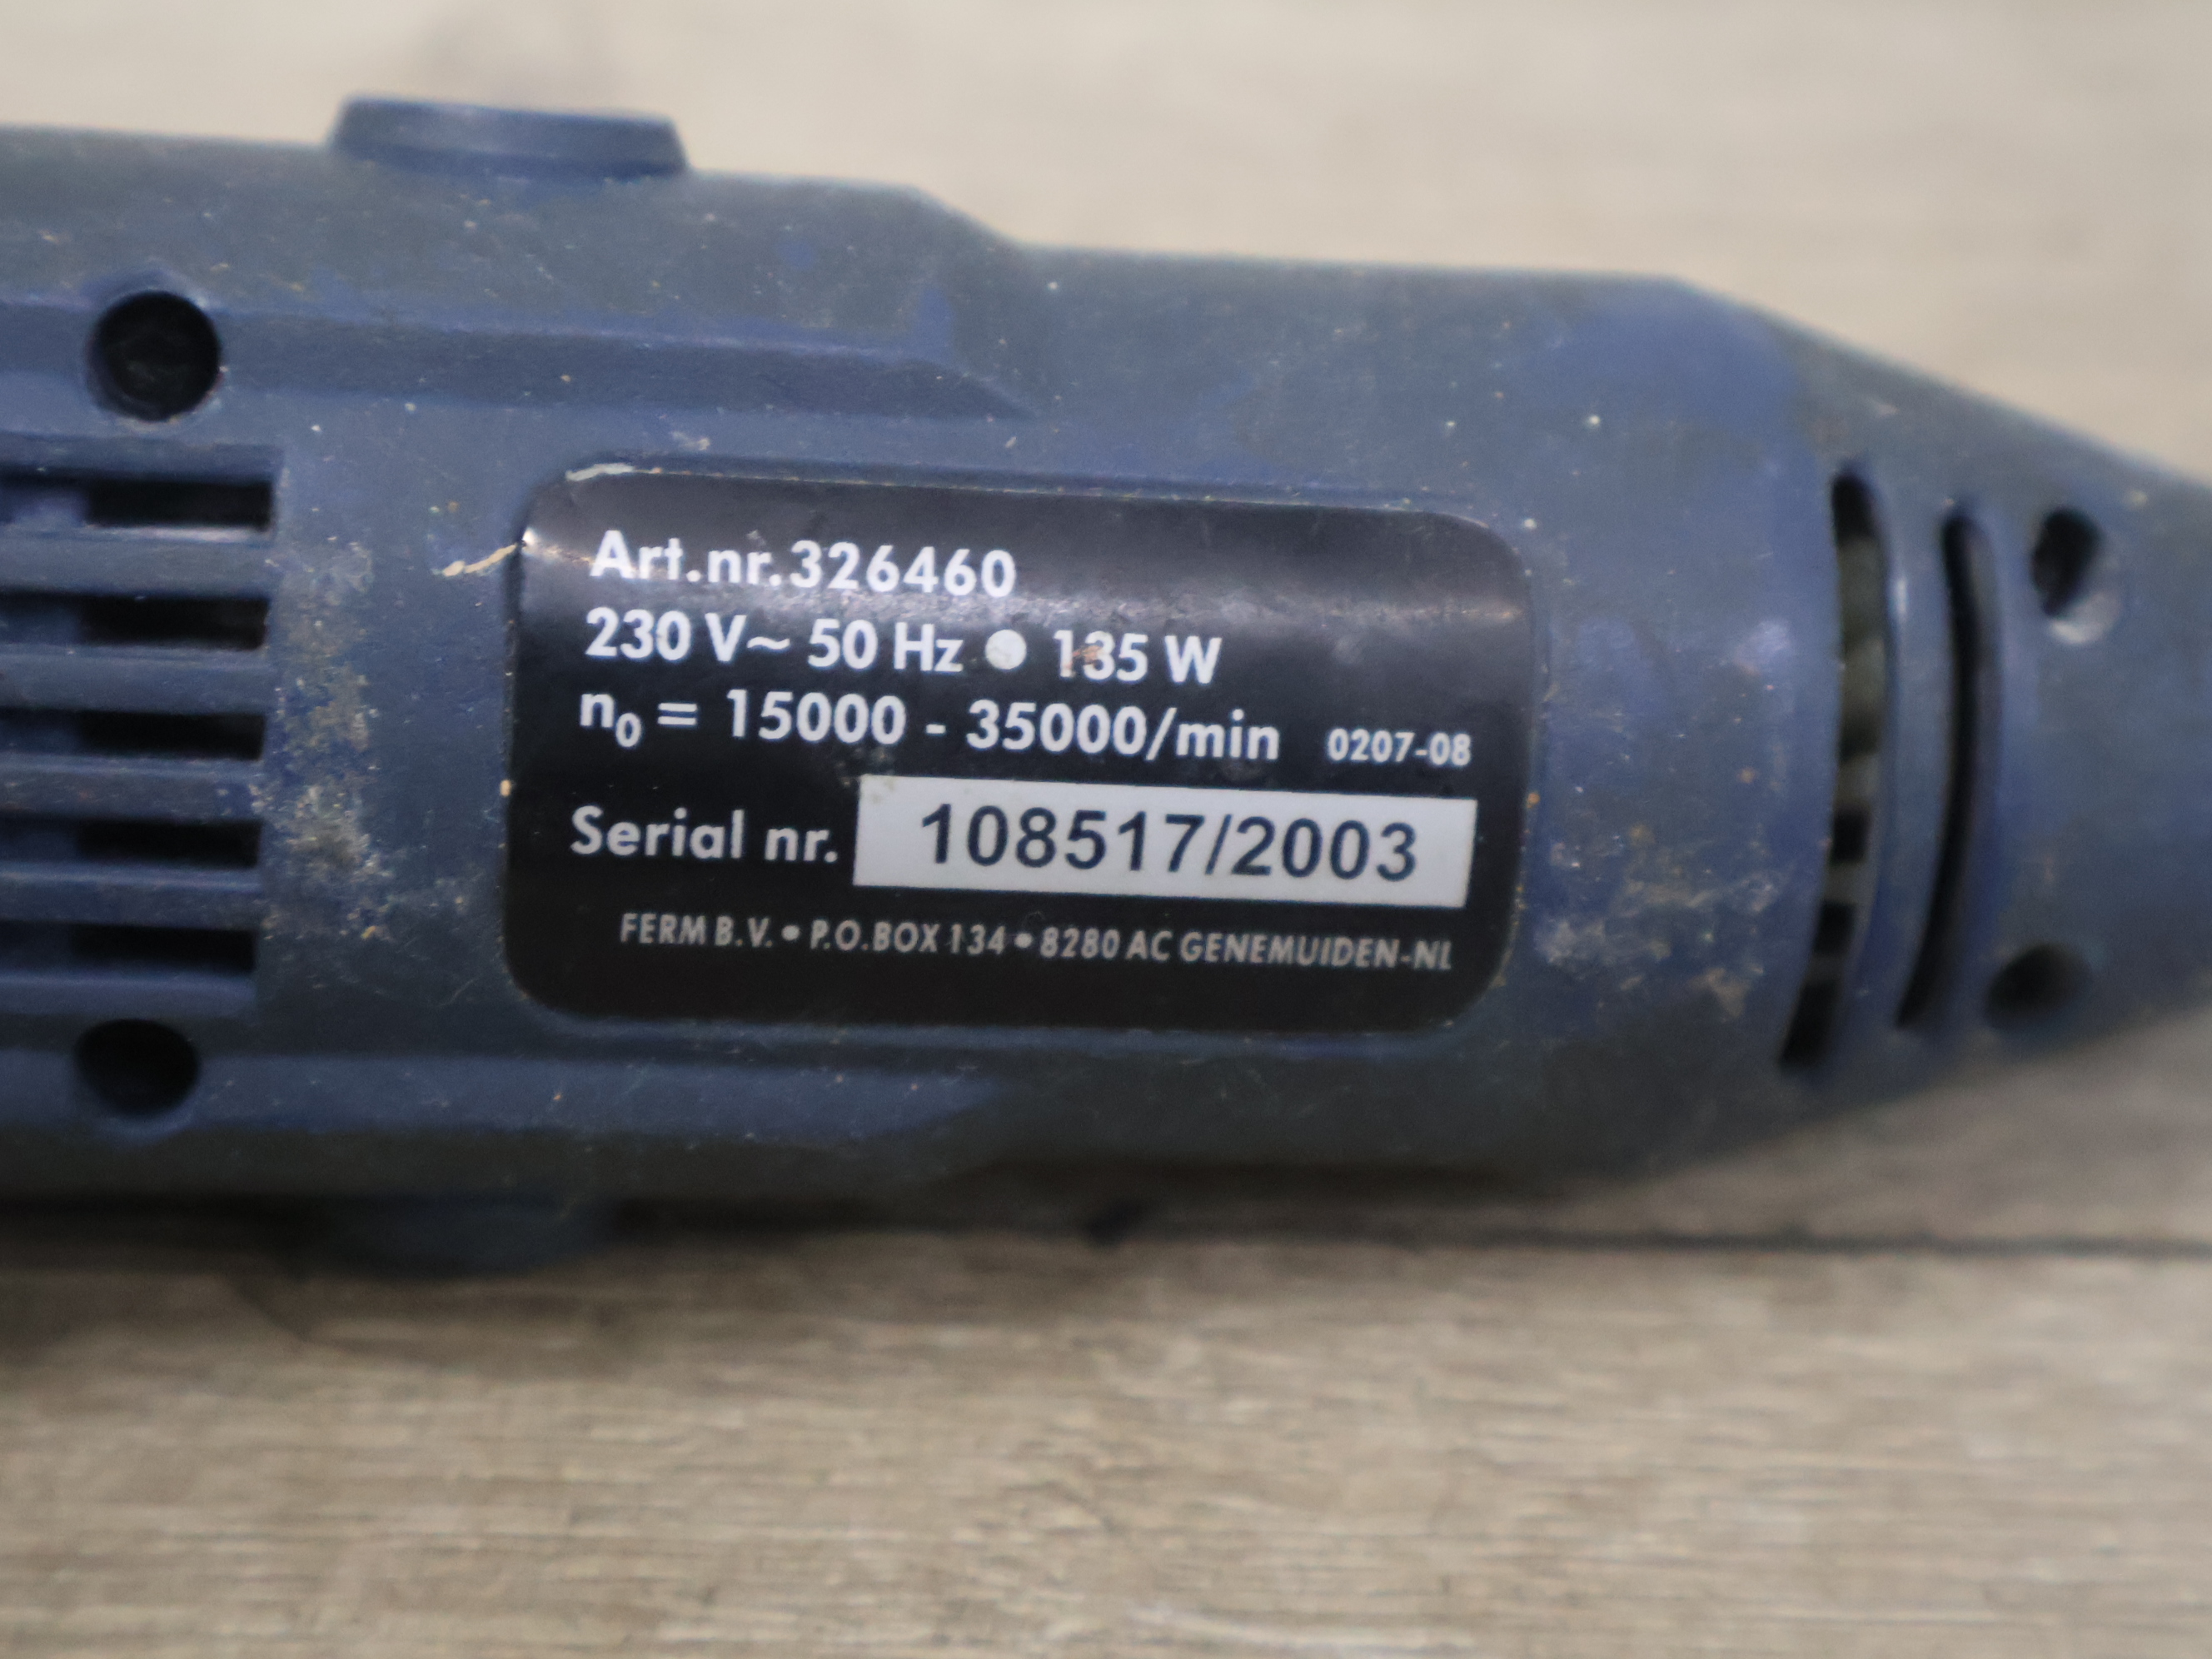 Art.nr.326460
230 V~ 50 Hz ● 135 W
n₀ = 15000 - 35000/min 0207-08
Serial nr. 108517/2003
FERM B.V. • P.O.BOX 134 • 8280 AC GENEMUIDEN-NL